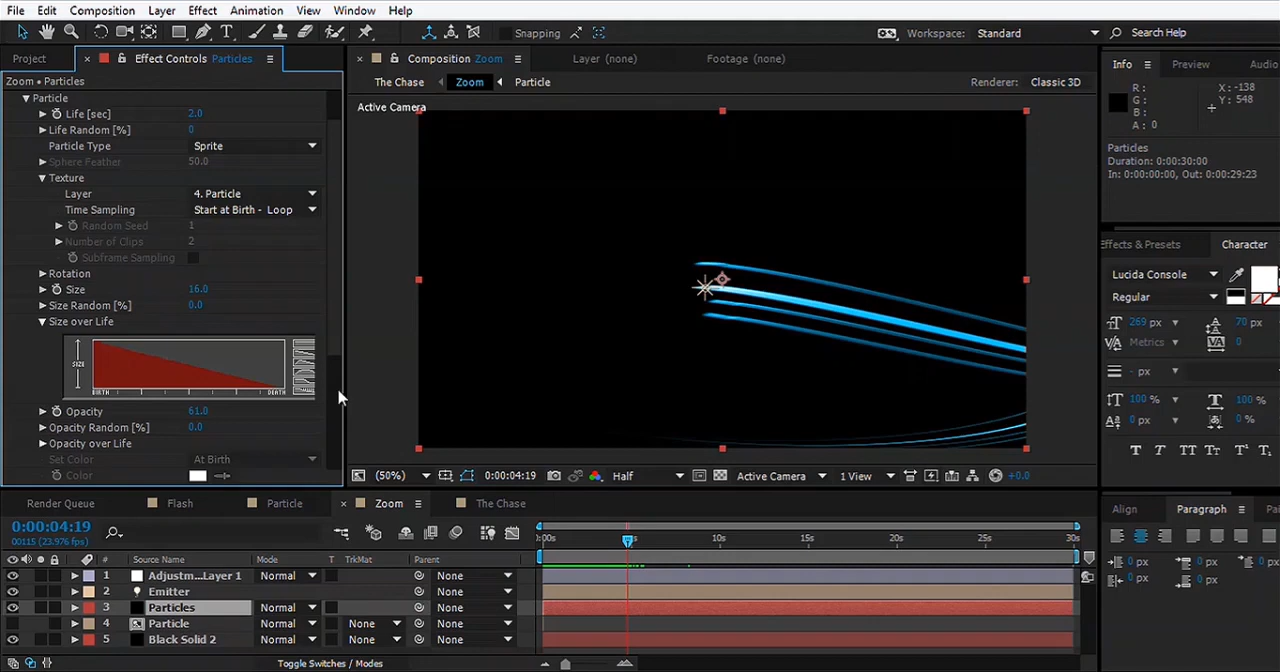 File Edit Composition Layer Effect Animation View Window Help
Snapping Workspace: Standard Search Help
Project Effect Controls Particles Composition Zoom Layer (none) Footage (none) Info Preview Audio
Zoom • Particles The Chase Zoom Particle Renderer: Classic 3D
Active Camera
R: X: -138
G: Y: 548
B:
A: 0
Particles
Duration: 0:00:30:00
In: 0:00:00:00, Out: 0:00:29:23
Particle
Life [sec] 2.0
Life Random [%] 0
Particle Type Sprite
Sphere Feather 50.0
Texture
Layer 4. Particle
Time Sampling Start at Birth - Loop
Random Seed 1
Number of Clips 2
Subframe Sampling
Rotation
Size 16.0
Size Random [%] 0.0
Size over Life
SIZE
BIRTH DEATH
Opacity 61.0
Opacity Random [%] 0.0
Opacity over Life
Set Color At Birth
Color
(50%) 0:00:04:19 Half Active Camera 1 View +0.0
Effects & Presets Character
Lucida Console
Regular
269 px 70 px
Metrics 0
- px
100 % 100 %
0 px 0 %
T T TT Tr T¹ T₁
Align Paragraph
0 px 0 px 0 px
0 px 0 px
Render Queue Flash Particle Zoom The Chase
0:00:04:19
00115 (23.976 fps)
:00s 5s 10s 15s 20s 25s 30s
# Source Name Mode T TrkMat Parent
1 Adjustm...Layer 1 Normal None
2 Emitter None
3 Particles Normal None
4 Particle Normal None None
5 Black Solid 2 Normal None None
Toggle Switches / Modes